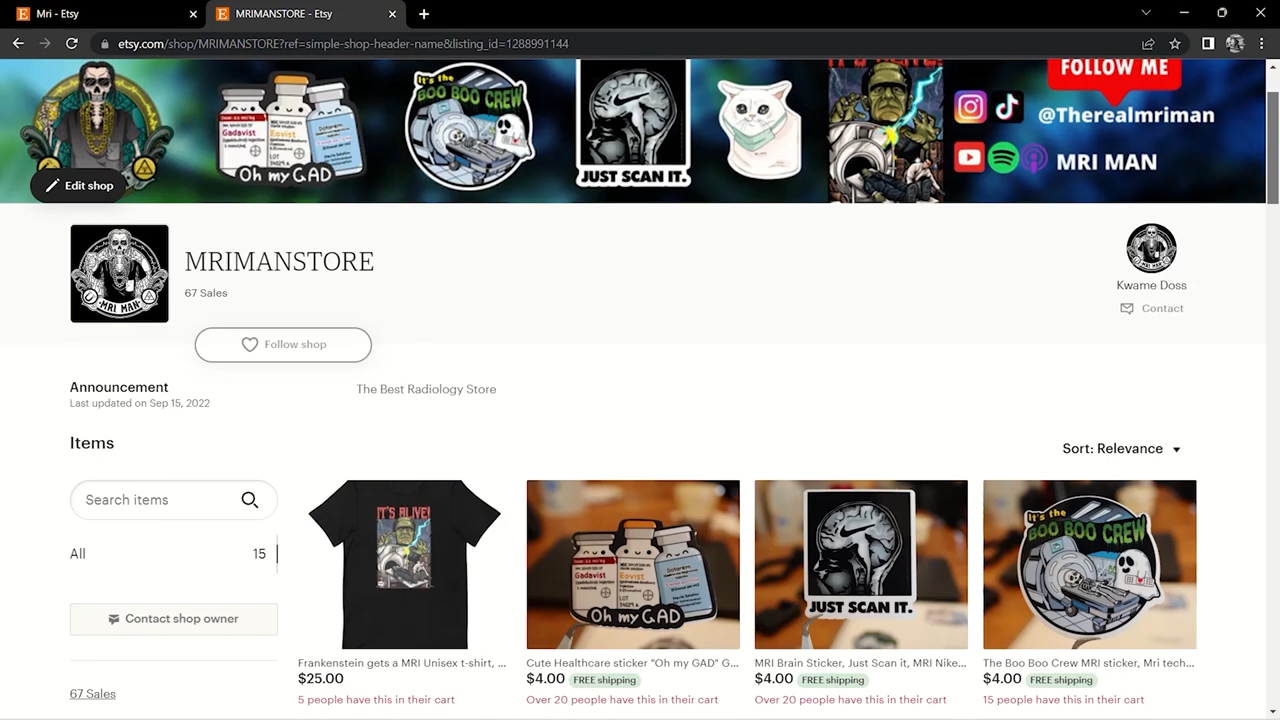 Mri - Etsy
MRIMANSTORE - Etsy
etsy.com/shop/MRIMANSTORE?ref=simple-shop-header-name&listing_id=1288991144
Gadavist
Eovist
Dotarem
Oh my GAD
It's the
BOO BOO CREW
JUST SCAN IT.
IT'S ALIVE!
FOLLOW ME
@Therealmriman
MRI MAN
Edit shop
MRI MAN
MRIMANSTORE
67 Sales
Kwame Doss
Contact
Follow shop
Announcement
Last updated on Sep 15, 2022
The Best Radiology Store
Items
Sort: Relevance
Search items
All
15
Contact shop owner
67 Sales
IT'S ALIVE!
Gadavist
Eovist
Dotarem
Oh my GAD
JUST SCAN IT.
It's the
BOO BOO CREW
Frankenstein gets a MRI Unisex t-shirt, ...
$25.00
5 people have this in their cart
Cute Healthcare sticker "Oh my GAD" G...
$4.00 FREE shipping
Over 20 people have this in their cart
MRI Brain Sticker, Just Scan it, MRI Nike...
$4.00 FREE shipping
Over 20 people have this in their cart
The Boo Boo Crew MRI sticker, Mri tech...
$4.00 FREE shipping
15 people have this in their cart